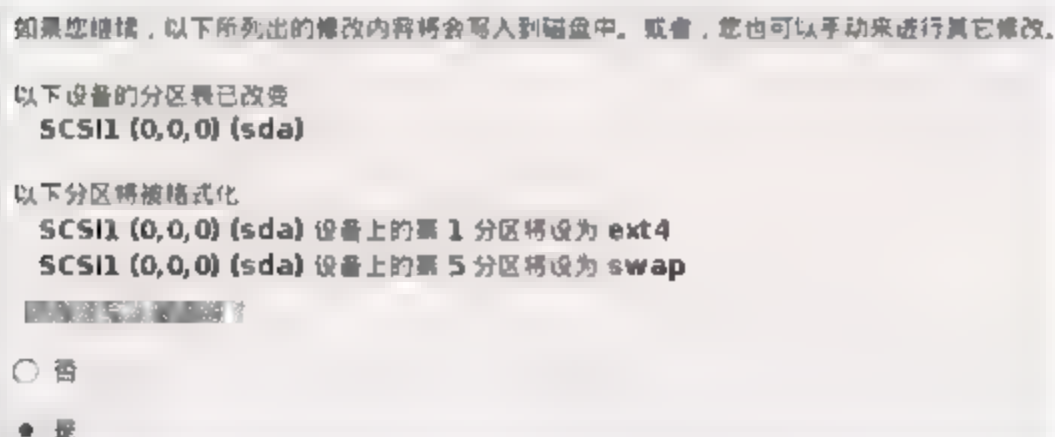 如果您继续，以下所列出的修改内容将会写入到磁盘中。或者，您也可以手动来进行其它修改。
以下设备的分区表已改变
SCSI1 (0,0,0) (sda)
以下分区将被格式化
SCSI1 (0,0,0) (sda) 设备上的第 1 分区将设为 ext4
SCSI1 (0,0,0) (sda) 设备上的第 5 分区将设为 swap
否
是